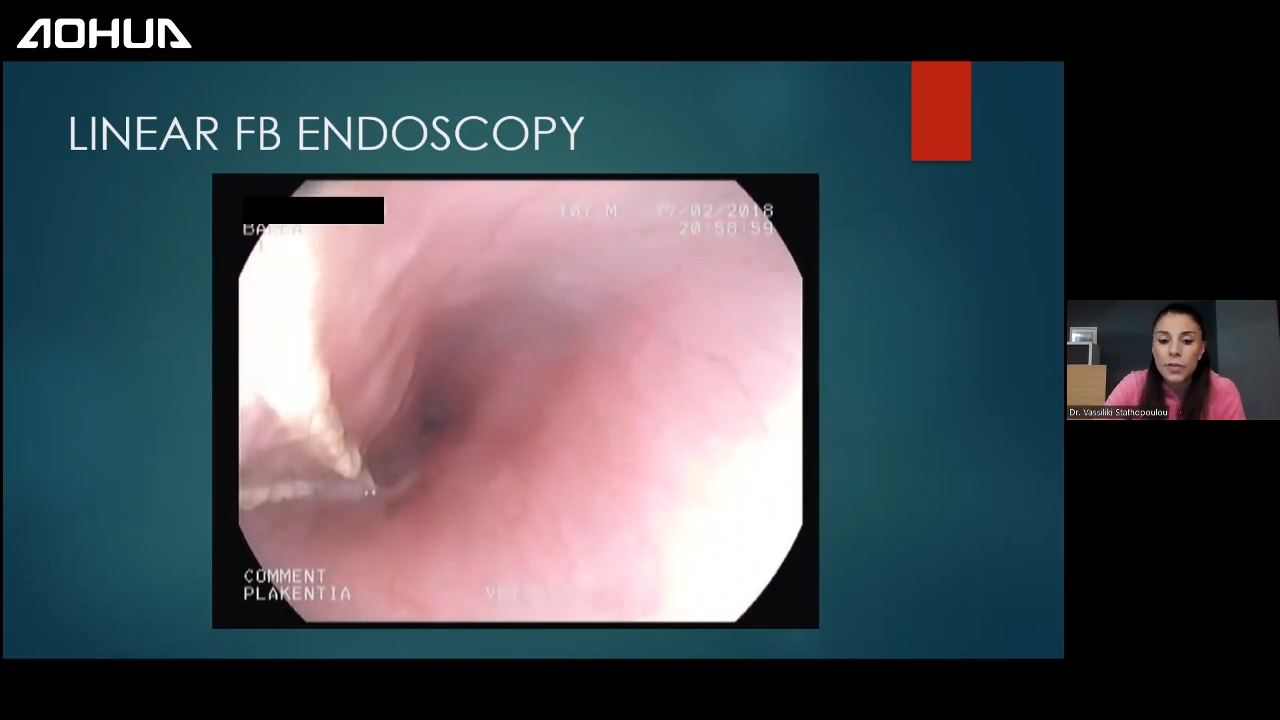 AOHUA
LINEAR FB ENDOSCOPY
10Y M 17/02/2018
20:58:59
COMMENT
PLAKENTIA
Dr. Vassiliki Stathopoulou